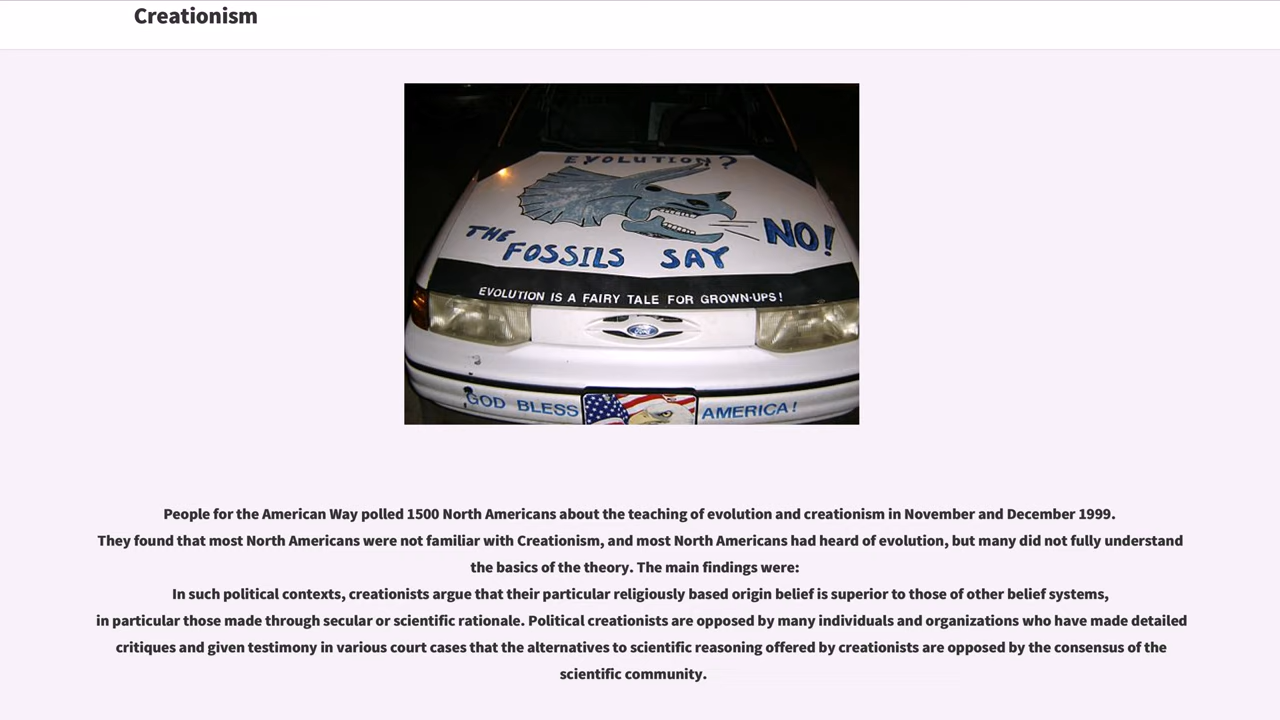 Creationism
EVOLUTION?
THE
FOSSILS SAY
NO!
EVOLUTION IS A FAIRY TALE FOR GROWN-UPS!
Ford
GOD BLESS AMERICA!
People for the American Way polled 1500 North Americans about the teaching of evolution and creationism in November and December 1999.
They found that most North Americans were not familiar with Creationism, and most North Americans had heard of evolution, but many did not fully understand
the basics of the theory. The main findings were:
In such political contexts, creationists argue that their particular religiously based origin belief is superior to those of other belief systems,
in particular those made through secular or scientific rationale. Political creationists are opposed by many individuals and organizations who have made detailed
critiques and given testimony in various court cases that the alternatives to scientific reasoning offered by creationists are opposed by the consensus of the
scientific community.